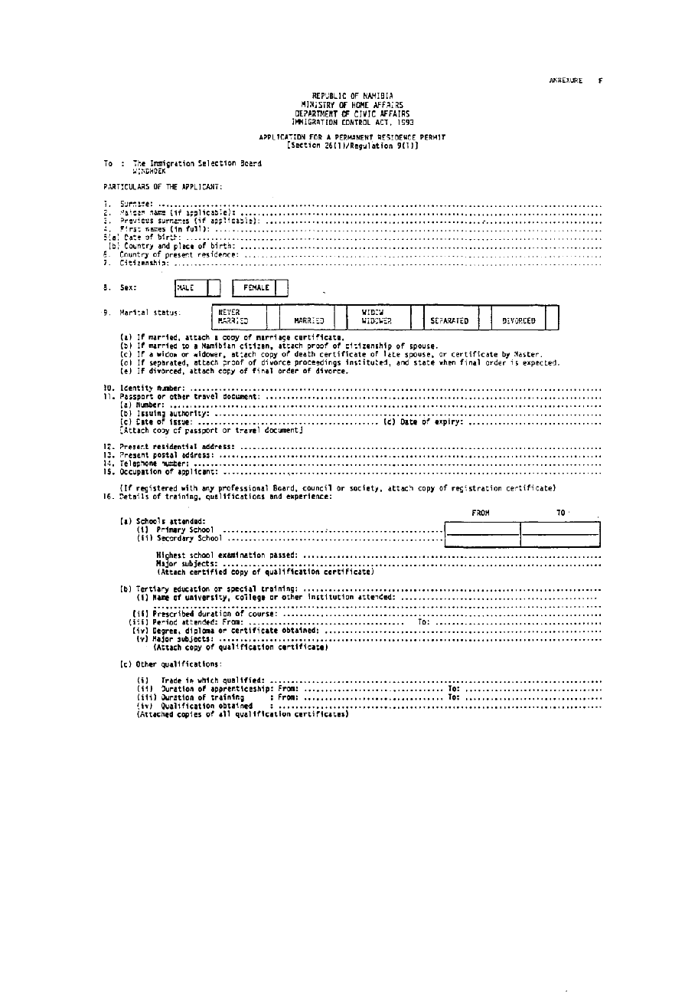 ANNEXURE F
REPUBLIC OF NAMIBIA
MINISTRY OF HOME AFFAIRS
DEPARTMENT OF CIVIC AFFAIRS
IMMIGRATION CONTROL ACT, 1993
APPLICATION FOR A PERMANENT RESIDENCE PERMIT
[Section 26(1)/Regulation 9(1)]
To : The Immigration Selection Board
WINDHOEK
PARTICULARS OF THE APPLICANT:
1. Surname: ........................................
2. Maiden name (if applicable): ........................................
3. Previous surnames (if applicable): ........................................
4. First names (in full): ........................................
5(a) Date of birth: ........................................
(b) Country and place of birth: ........................................
6. Country of present residence: ........................................
7. Citizenship: ........................................
8. Sex: MALE FEMALE
9. Marital status: NEVER MARRIED MARRIED WIDOW WIDOWER SEPARATED DIVORCED
(a) If married, attach a copy of marriage certificate.
(b) If married to a Namibian citizen, attach proof of citizenship of spouse.
(c) If a widow or widower, attach copy of death certificate of late spouse, or certificate by Master.
(d) If separated, attach proof of divorce proceedings instituted, and state when final order is expected.
(e) If divorced, attach copy of final order of divorce.
10. Identity Number: ........................................
11. Passport or other travel document: ........................................
(a) Number: ........................................
(b) Issuing authority: ........................................
(c) Date of issue: .................... (c) Date of expiry: ....................
[Attach copy of passport or travel document]
12. Present residential address: ........................................
13. Present postal address: ........................................
14. Telephone number: ........................................
15. Occupation of applicant: ........................................
(If registered with any professional Board, council or society, attach copy of registration certificate)
16. Details of training, qualifications and experience:
FROM TO
(a) Schools attended:
(i) Primary School ........................................
(ii) Secondary School ........................................
Highest school examination passed: ........................................
Major subjects: ........................................
(Attach certified copy of qualification certificate)
(b) Tertiary education or special training: ........................................
(i) Name of university, college or other institution attended: ........................................
........................................
(ii) Prescribed duration of course: ........................................
(iii) Period attended: From: .................... To: ....................
(iv) Degree, diploma or certificate obtained: ........................................
(v) Major subjects: ........................................
(Attach copy of qualification certificate)
(c) Other qualifications:
(i) Trade in which qualified: ........................................
(ii) Duration of apprenticeship: From: .................... To: ....................
(iii) Duration of training : From: .................... To: ....................
(iv) Qualification obtained : ........................................
(Attached copies of all qualification certificates)